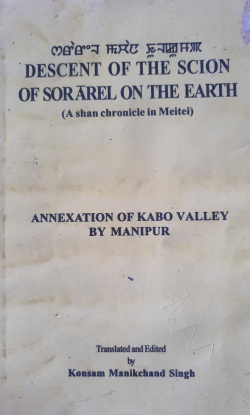 DESCENT OF THE SCION
OF SORĀREL ON THE EARTH
(A shan chronicle in Meitei)
ANNEXATION OF KABO VALLEY
BY MANIPUR
Translated and Edited
by
Konsam Manikchand Singh